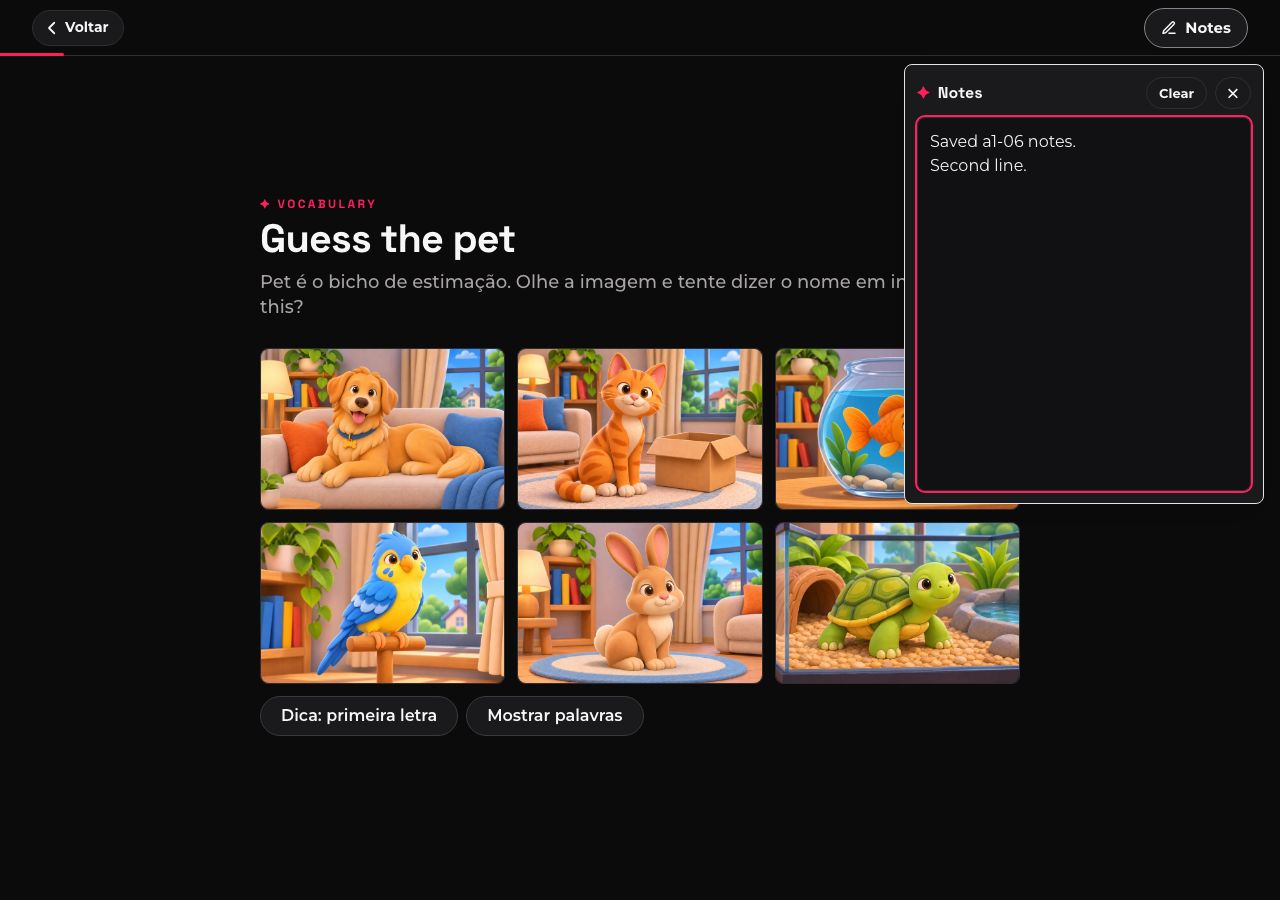 Voltar
Notes
Notes
Clear
Saved a1-06 notes.
Second line.
VOCABULARY
Guess the pet
Pet é o bicho de estimação. Olhe a imagem e tente dizer o nome em
this?
Dica: primeira letra
Mostrar palavras